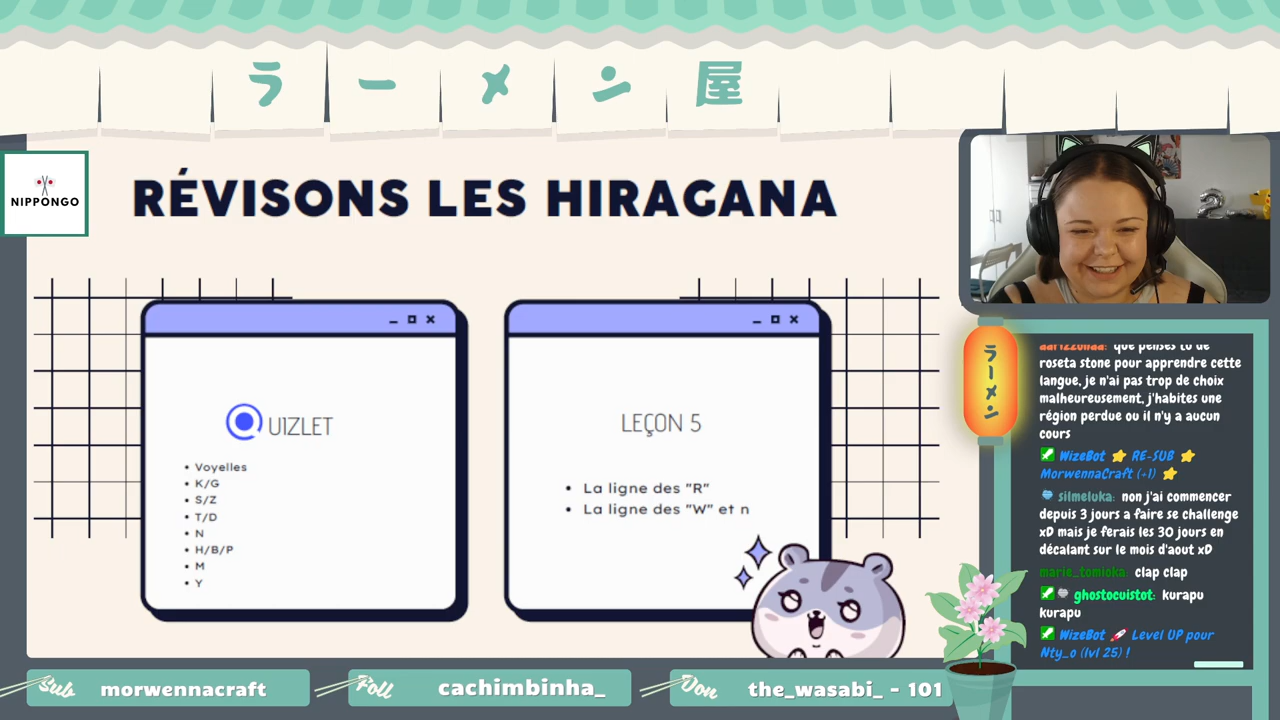 ラーメン屋
NIPPONGO
RÉVISONS LES HIRAGANA
QUIZLET
• Voyelles
• K/G
• S/Z
• T/D
• N
• H/B/P
• M
• Y
LEÇON 5
• La ligne des "R"
• La ligne des "W" et n
ラーメン
aarizzonaa: que penses tu de
roseta stone pour apprendre cette
langue, je n'ai pas trop de choix
malheureusement, j'habites une
région perdue ou il n'y a aucun
cours
WizeBot ⭐ RE-SUB ⭐
MorwennaCraft (+1) ⭐
silmeluka: non j'ai commencer
depuis 3 jours a faire se challenge
xD mais je ferais les 30 jours en
décalant sur le mois d'aout xD
marie_tomioka: clap clap
ghostocuistot: kurapu
kurapu
WizeBot 🚀 Level UP pour
Nty_o (lvl 25) !
Sub morwennacraft
Foll cachimbinha_
Don the_wasabi_ - 101